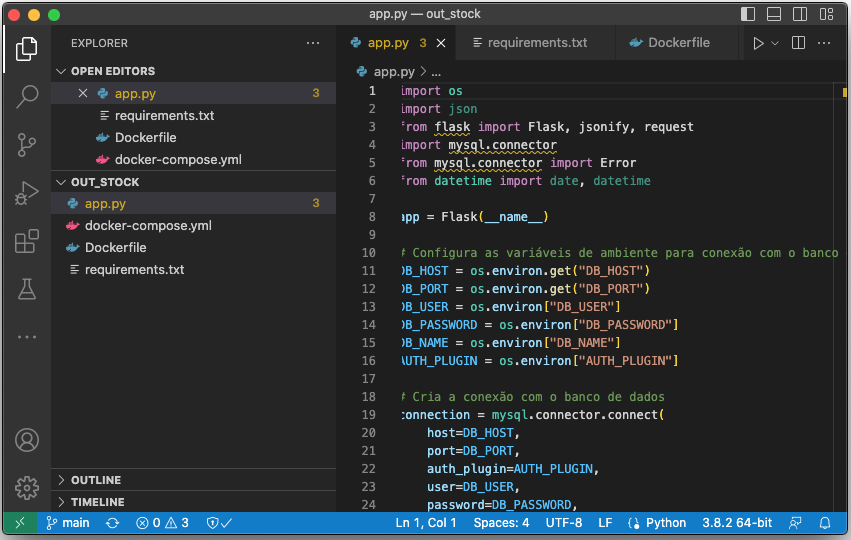 app.py — out_stock
EXPLORER
OPEN EDITORS
app.py 3
requirements.txt
Dockerfile
docker-compose.yml
OUT_STOCK
app.py 3
docker-compose.yml
Dockerfile
requirements.txt
OUTLINE
TIMELINE
app.py 3 requirements.txt Dockerfile
app.py > ...
1 import os
2 import json
3 from flask import Flask, jsonify, request
4 import mysql.connector
5 from mysql.connector import Error
6 from datetime import date, datetime
7
8 app = Flask(__name__)
9
10 # Configura as variáveis de ambiente para conexão com o banco
11 DB_HOST = os.environ.get("DB_HOST")
12 DB_PORT = os.environ.get("DB_PORT")
13 DB_USER = os.environ["DB_USER"]
14 DB_PASSWORD = os.environ["DB_PASSWORD"]
15 DB_NAME = os.environ["DB_NAME"]
16 AUTH_PLUGIN = os.environ["AUTH_PLUGIN"]
17
18 # Cria a conexão com o banco de dados
19 connection = mysql.connector.connect(
20 host=DB_HOST,
21 port=DB_PORT,
22 auth_plugin=AUTH_PLUGIN,
23 user=DB_USER,
24 password=DB_PASSWORD,
main 0 3 Ln 1, Col 1 Spaces: 4 UTF-8 LF Python 3.8.2 64-bit